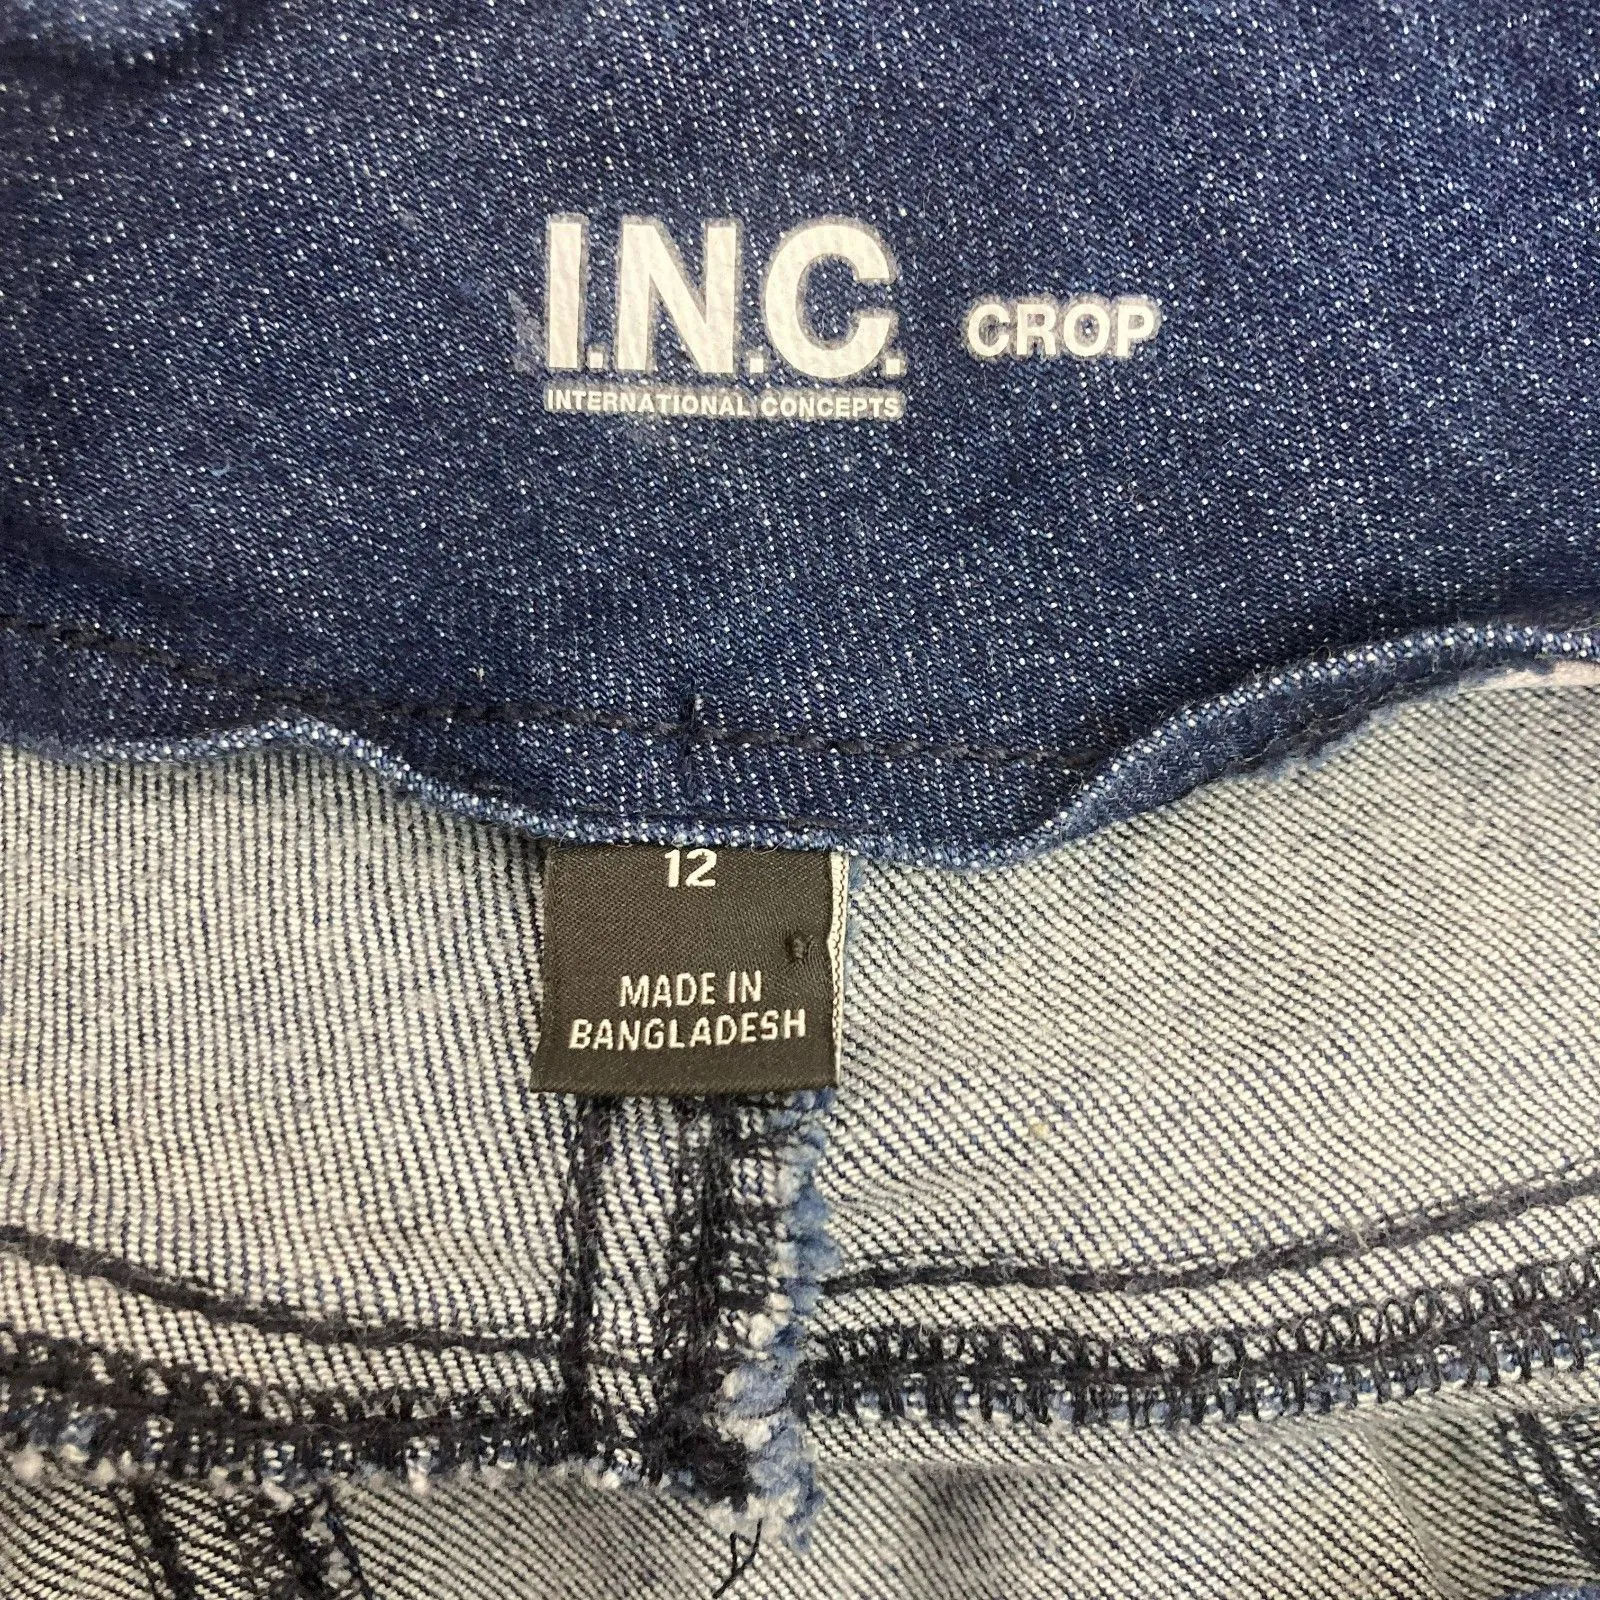 I.N.C. CROP
INTERNATIONAL CONCEPTS
12
MADE IN
BANGLADESH